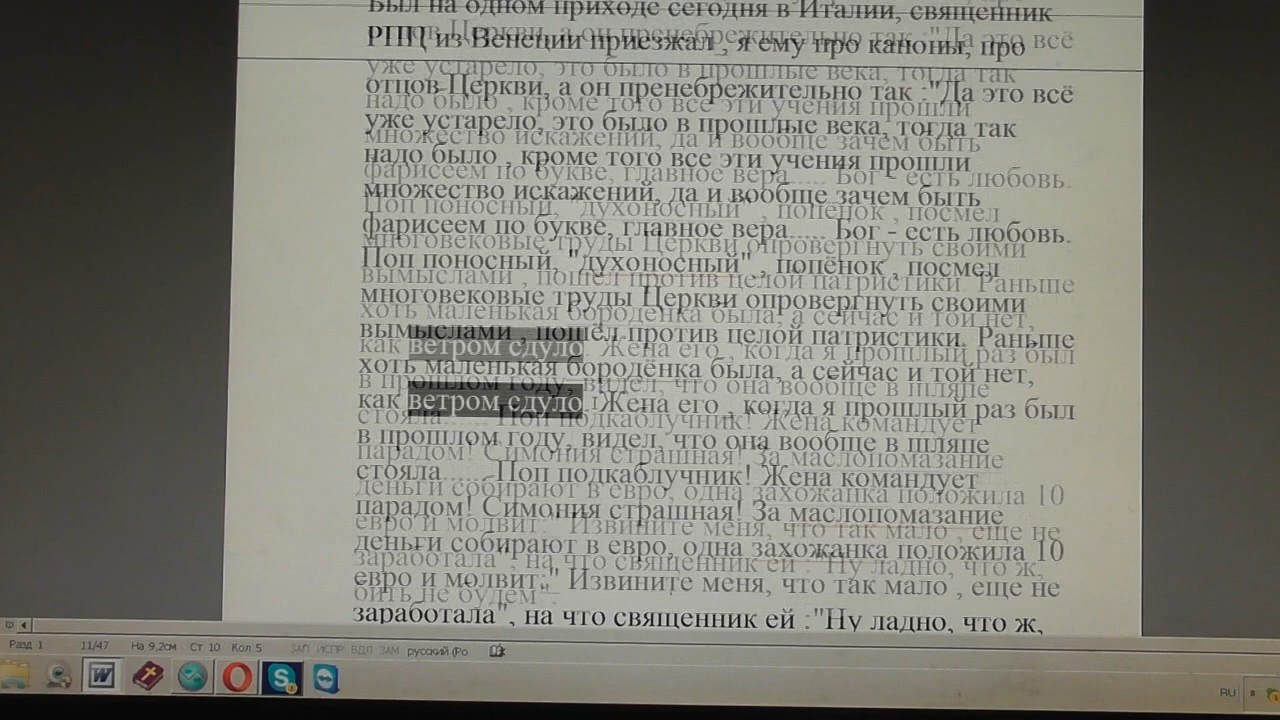 Был на одном приходе сегодня в Италии, священник
РПЦ из Венеции приезжал , я ему про каноны, про
отцов Церкви, а он пренебрежительно так :"Да это всё
уже устарело, это было в прошлые века, тогда так
надо было , кроме того все эти учения прошли
множество искажений, да и вообще зачем быть
фарисеем по букве, главное вера..... Бог - есть любовь.
Поп поносный, "духоносный" , попёнок , посмел
многовековые труды Церкви опровергнуть своими
вымыслами , пошёл против целой патристики. Раньше
хоть маленькая бородёнка была, а сейчас и той нет,
как ветром сдуло. Жена его , когда я прошлый раз был
в прошлом году, видел, что она вообще в шляпе
стояла...... Поп подкаблучник! Жена командует
парадом! Симония страшная! За маслопомазание
деньги собирают в евро, одна захожанка положила 10
евро и молвит:" Извините меня, что так мало , еще не
заработала", на что священник ей :"Ну ладно, что ж,
бить не будем".
Разд 1 11/47 На 9,2см Ст 10 Кол 5 ЗАП ИСПР ВДЛ ЗАМ русский (Ро
RU